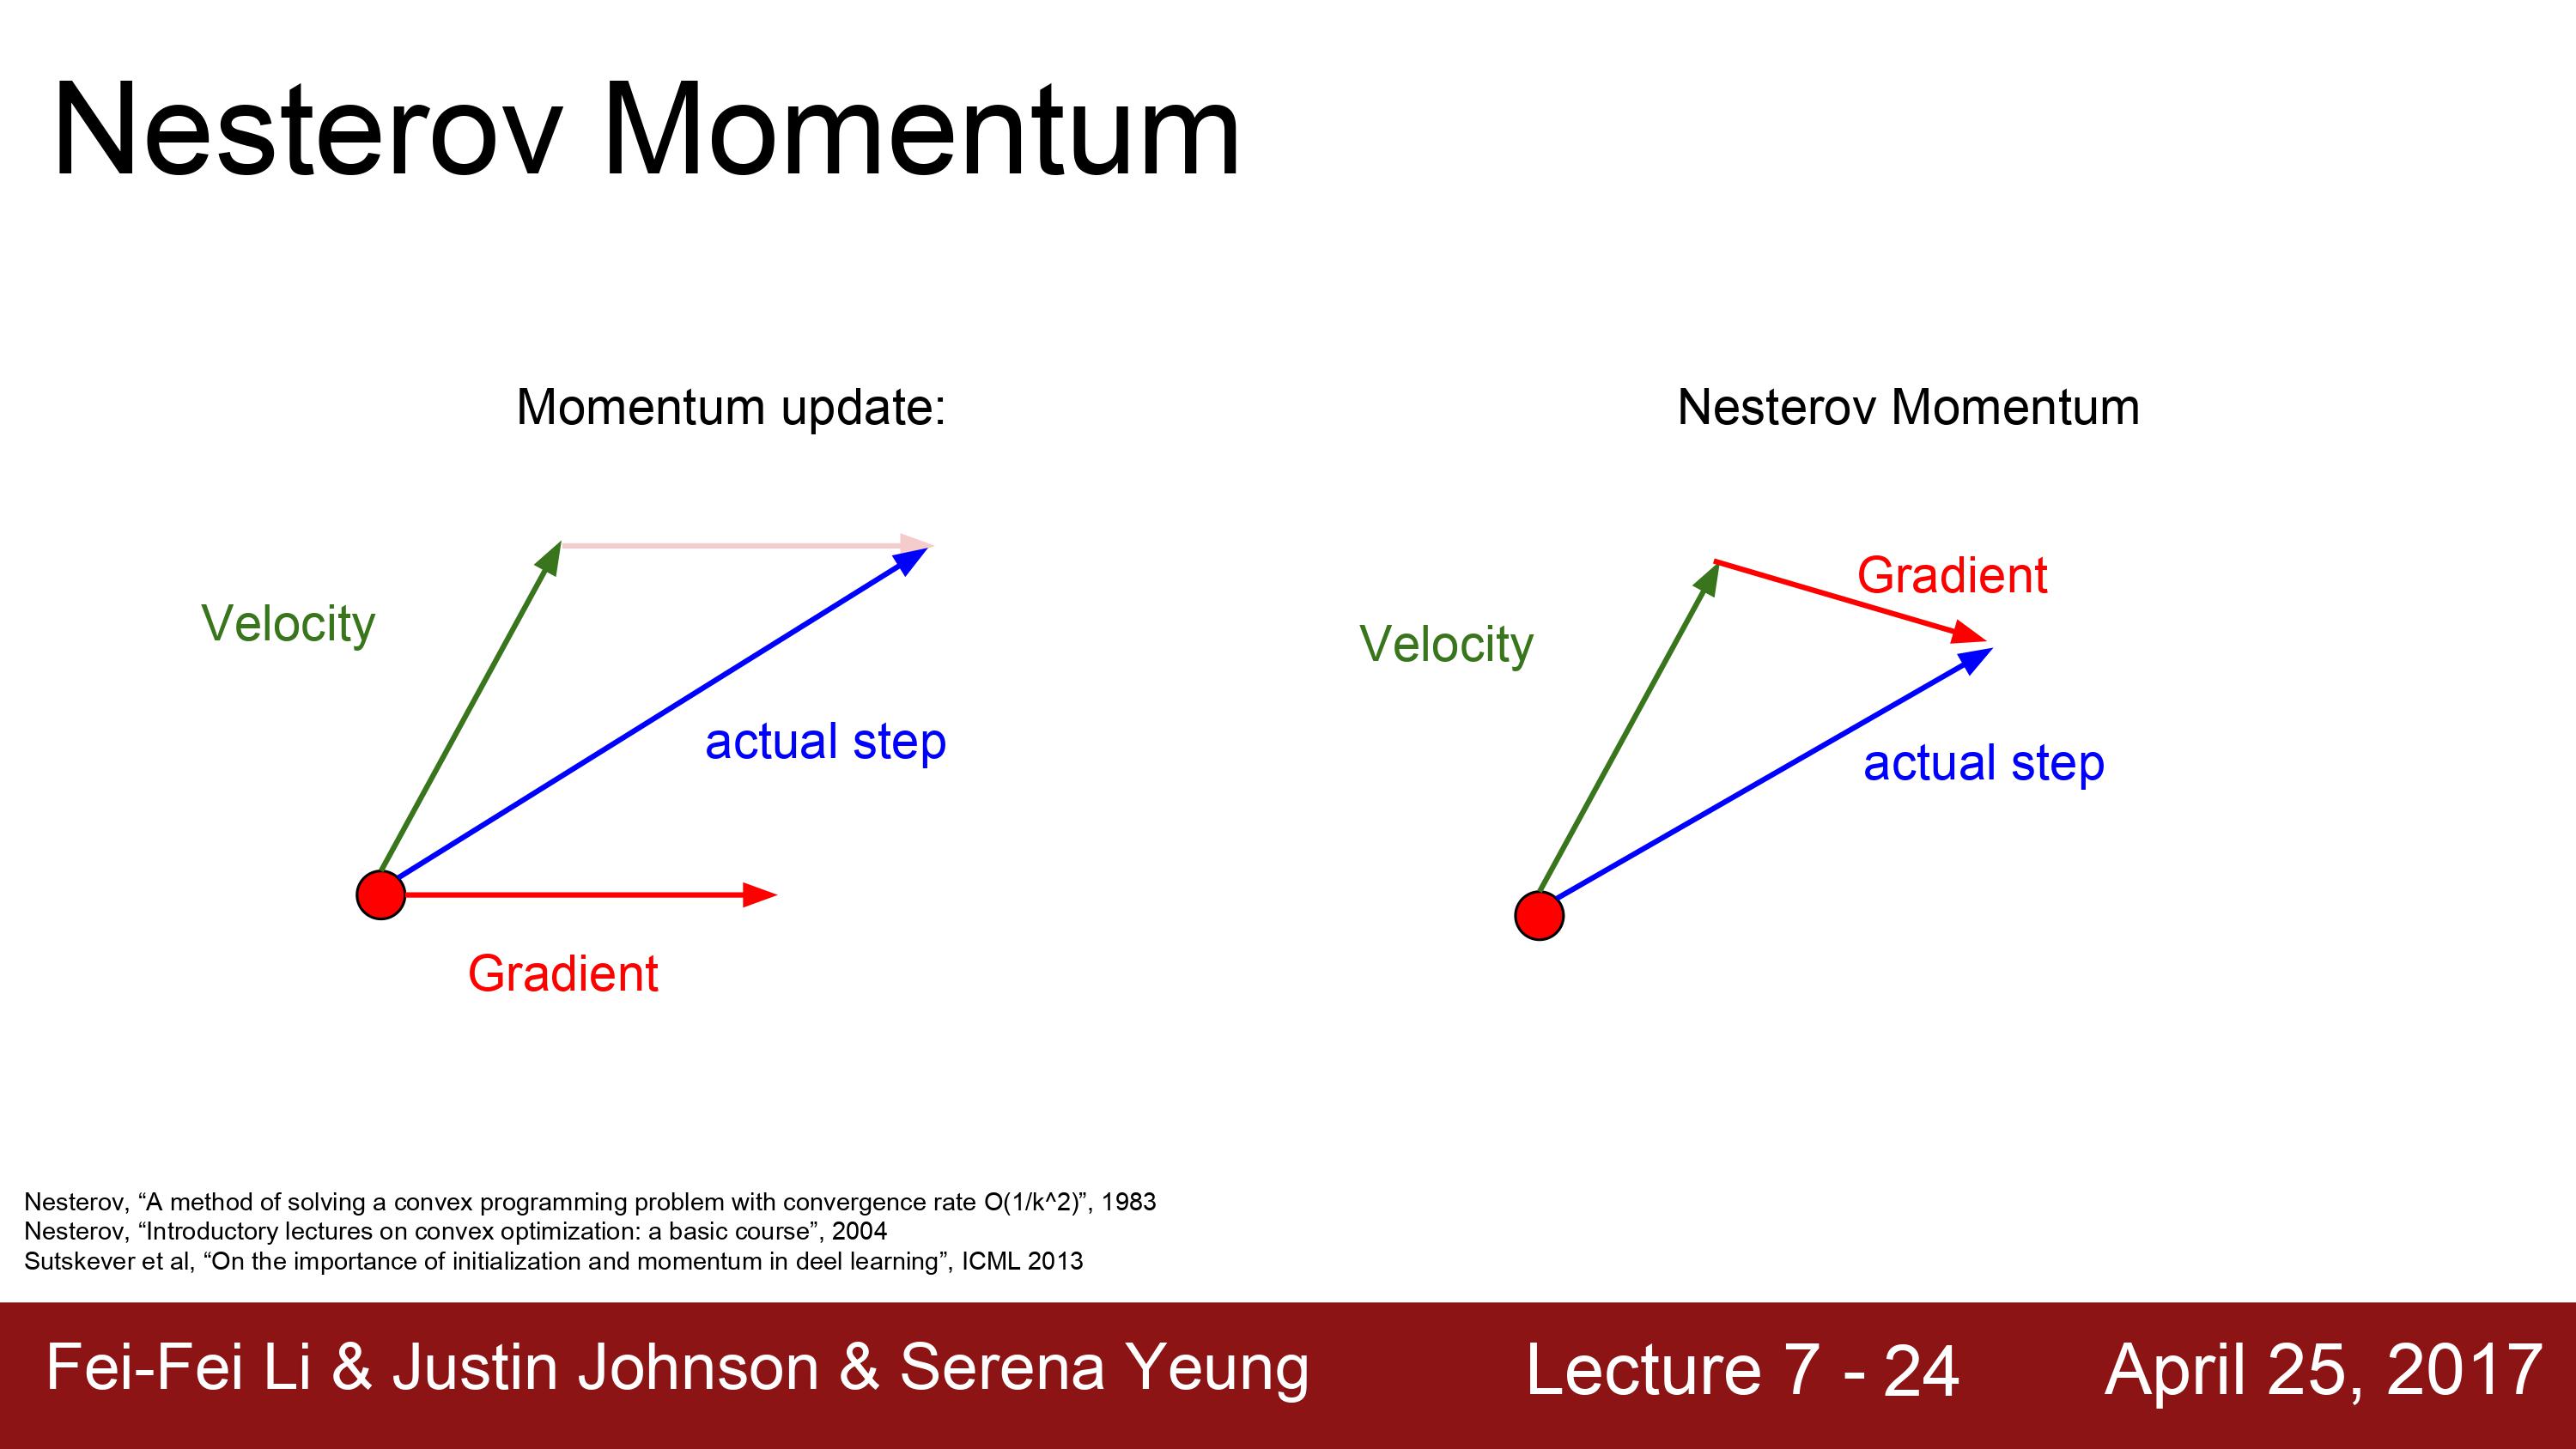 Nesterov Momentum
Momentum update:
Velocity
actual step
Gradient
Nesterov Momentum
Gradient
Velocity
actual step
Nesterov, “A method of solving a convex programming problem with convergence rate O(1/k^2)”, 1983
Nesterov, “Introductory lectures on convex optimization: a basic course”, 2004
Sutskever et al, “On the importance of initialization and momentum in deel learning”, ICML 2013
Fei-Fei Li & Justin Johnson & Serena Yeung
Lecture 7 - 24
April 25, 2017